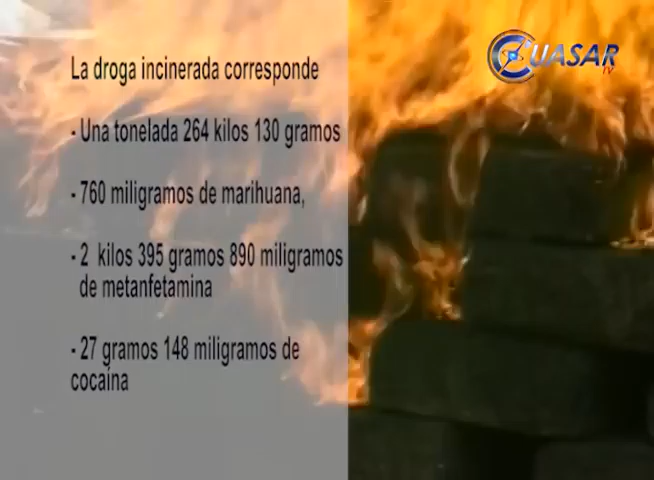 CUASAR
TV
La droga incinerada corresponde
- Una tonelada 264 kilos 130 gramos
- 760 miligramos de marihuana,
- 2 kilos 395 gramos 890 miligramos
de metanfetamina
- 27 gramos 148 miligramos de
cocaína